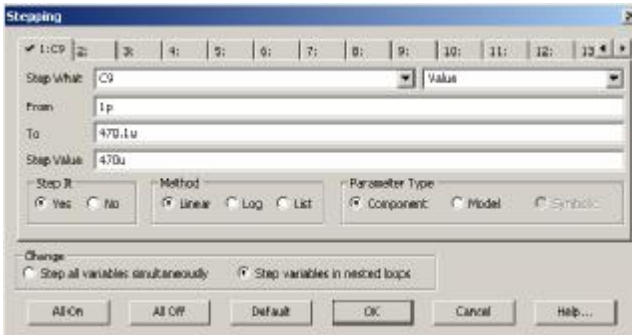 Stepping
1:C9 2: 3: 4: 5: 6: 7: 8: 9: 10: 11: 12: 13
Step What C9 Value
From 1p
To 470.1u
Step Value 470u
Step It Method Parameter Type
Yes No Linear Log List Component Model Symbolic
Change
Step all variables simultaneously Step variables in nested loops
All On All Off Default OK Cancel Help...